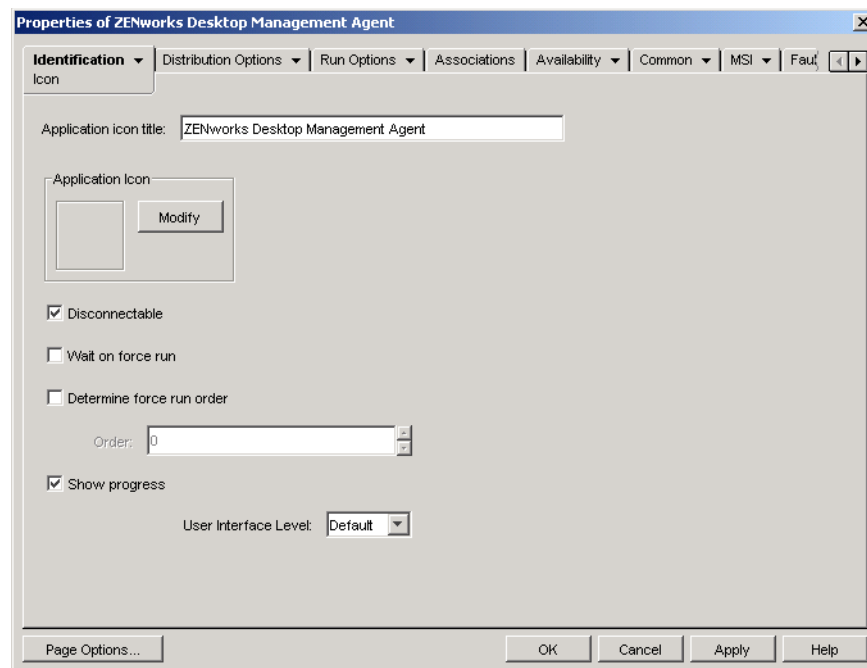 Properties of ZENworks Desktop Management Agent
Identification Distribution Options Run Options Associations Availability Common MSI
Icon
Application icon title: ZENworks Desktop Management Agent
Application Icon
Modify
Disconnectable
Wait on force run
Determine force run order
Order: 0
Show progress
User Interface Level: Default
Page Options... OK Cancel Apply Help